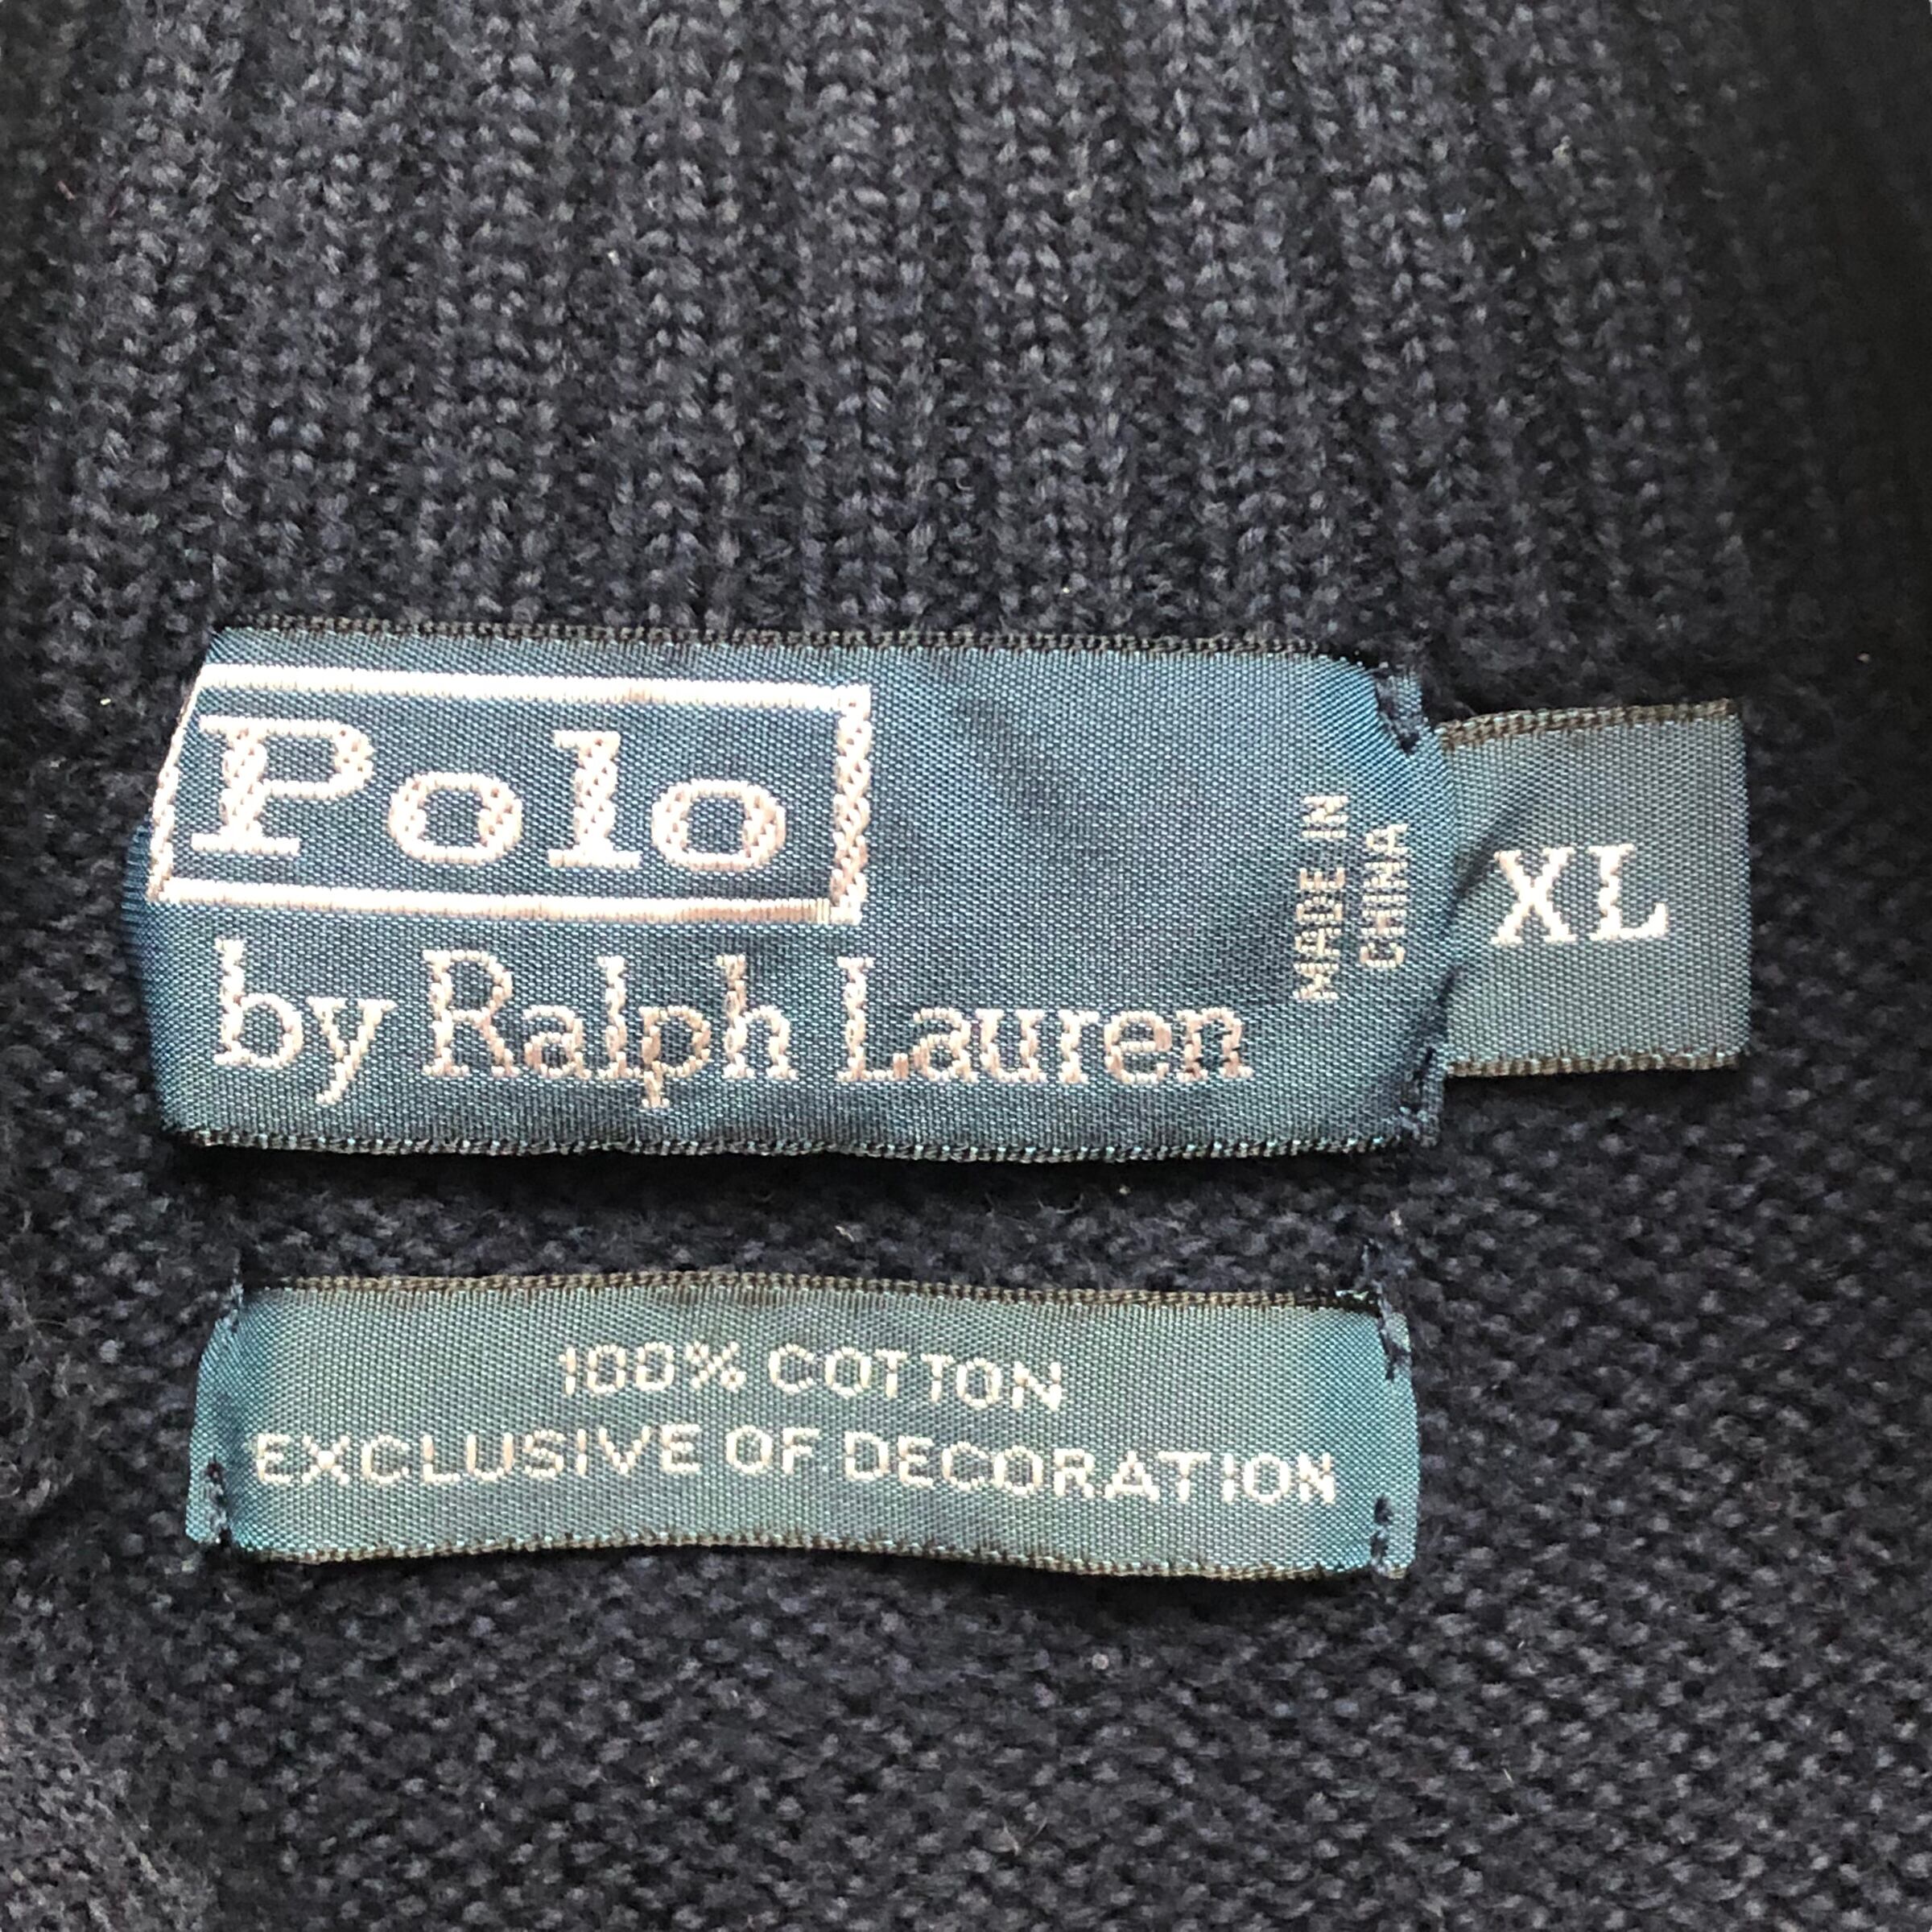 Polo
by Ralph Lauren
MADE IN
CHINA
XL
100% COTTON
EXCLUSIVE OF DECORATION